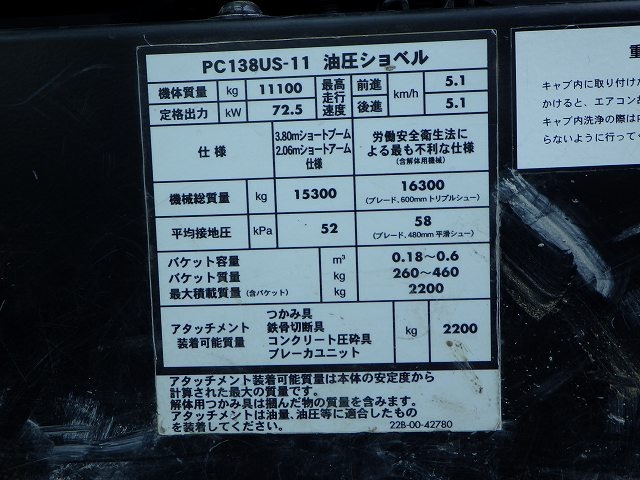 PC138US-11 油圧ショベル
機体質量 kg 11100 最高走行速度 前進 km/h 5.1
定格出力 kW 72.5 後進 5.1
仕様 3.80mショートブーム 2.06mショートアーム 仕様 労働安全衛生法による最も不利な仕様 (含解体用機械)
機械総質量 kg 15300 16300 (ブレード、600mmトリプルシュー)
平均接地圧 kPa 52 58 (ブレード、480mm平滑シュー)
バケット容量 m³ 0.18〜0.6
バケット質量 kg 260〜460
最大積載質量(含バケット) kg 2200
アタッチメント装着可能質量 つかみ具 鉄骨切断具 コンクリート圧砕具 ブレーカユニット kg 2200
アタッチメント装着可能質量は本体の安定度から
計算された最大の質量です。
解体用つかみ具は掴んだ物の質量を含みます。
アタッチメントは油量、油圧等に適合したもの
を装着してください。 22B-00-42780
重
キャブ内に取り付けた
かけると、エアコン
キャブ内洗浄の際は
らないように行って